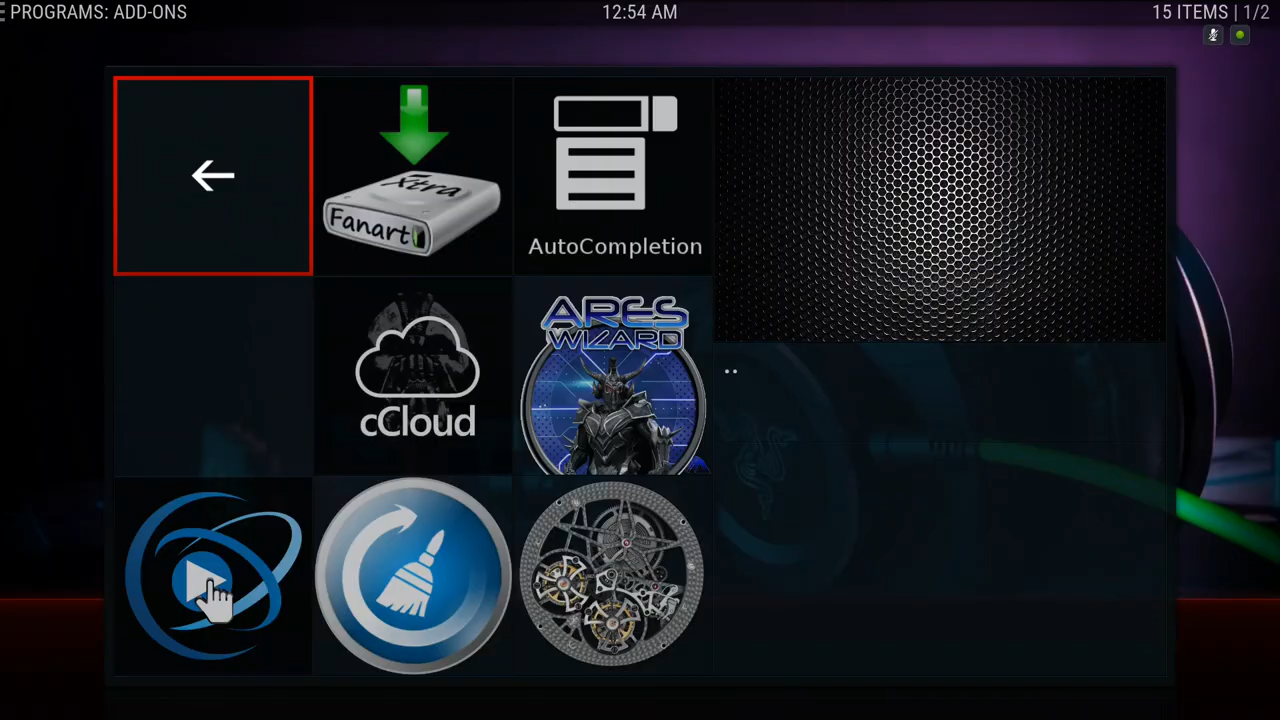 PROGRAMS: ADD-ONS
12:54 AM
15 ITEMS | 1/2
Xtra
Fanart
AutoCompletion
cCloud
ARES
WIZARD
..